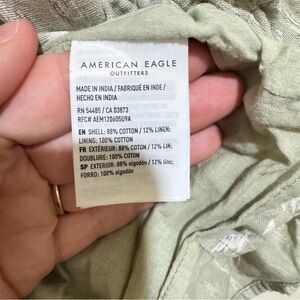 AMERICAN EAGLE
OUTFITTERS
MADE IN INDIA / FABRIQUÉ EN INDE /
HECHO EN INDIA
RN 54485 / CA 03873
RFC# AEM120605U9A
EN SHELL: 88% COTTON / 12% LINEN;
LINING: 100% COTTON
FR EXTÉRIEUR: 88% COTON / 12% LIN;
DOUBLURE: 100% COTON
SP EXTERIOR: 88% algodón / 12% lino;
FORRO: 100% algodón